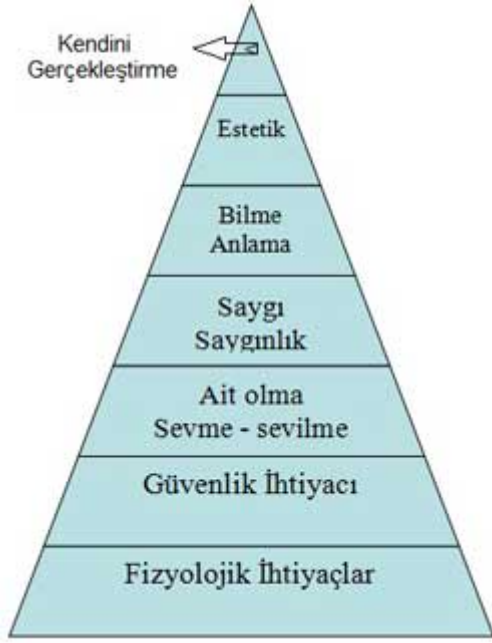 Kendini
Gerçekleştirme
Estetik
Bilme
Anlama
Saygı
Saygınlık
Ait olma
Sevme - sevilme
Güvenlik İhtiyacı
Fizyolojik İhtiyaçlar